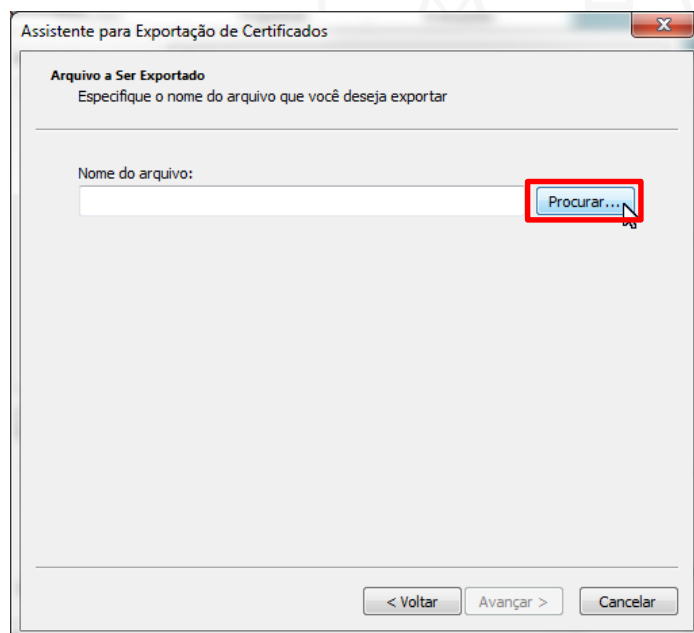 Assistente para Exportação de Certificados
Arquivo a Ser Exportado
Especifique o nome do arquivo que você deseja exportar
Nome do arquivo:
Procurar...
< Voltar
Avançar >
Cancelar